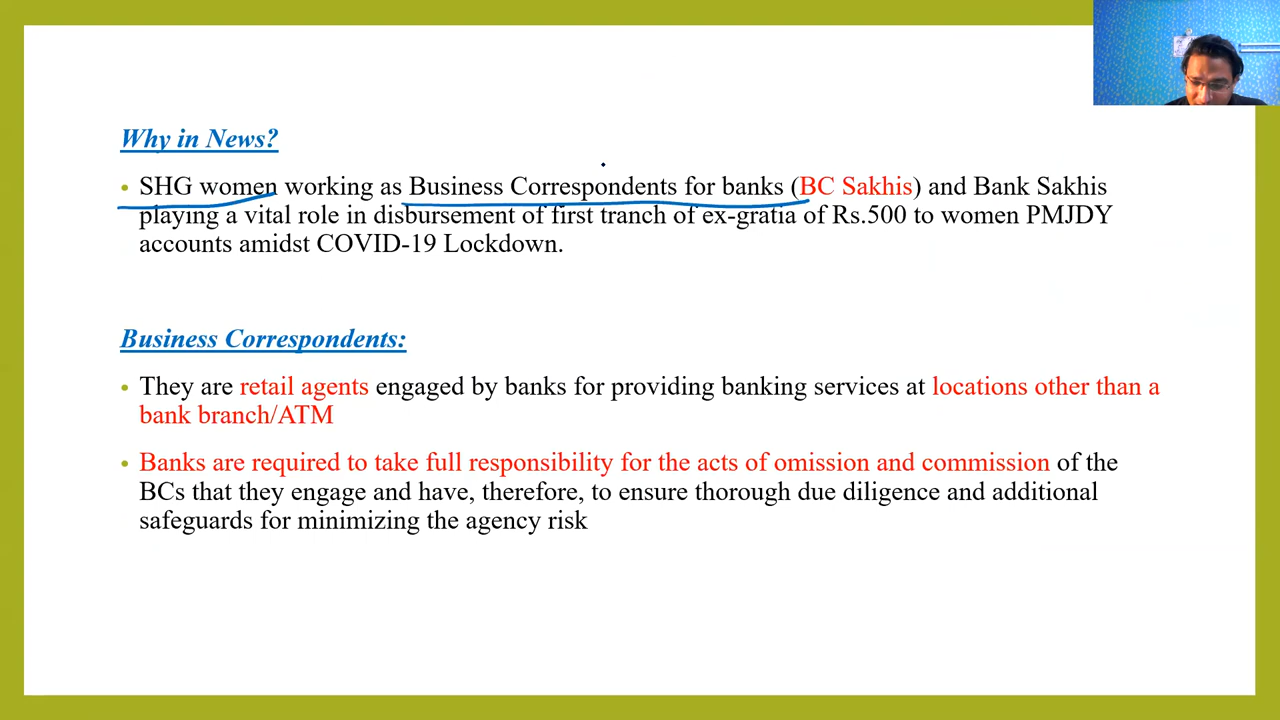 Why in News?
• SHG women working as Business Correspondents for banks (BC Sakhis) and Bank Sakhis
playing a vital role in disbursement of first tranch of ex-gratia of Rs.500 to women PMJDY
accounts amidst COVID-19 Lockdown.
Business Correspondents:
• They are retail agents engaged by banks for providing banking services at locations other than a
bank branch/ATM
• Banks are required to take full responsibility for the acts of omission and commission of the
BCs that they engage and have, therefore, to ensure thorough due diligence and additional
safeguards for minimizing the agency risk